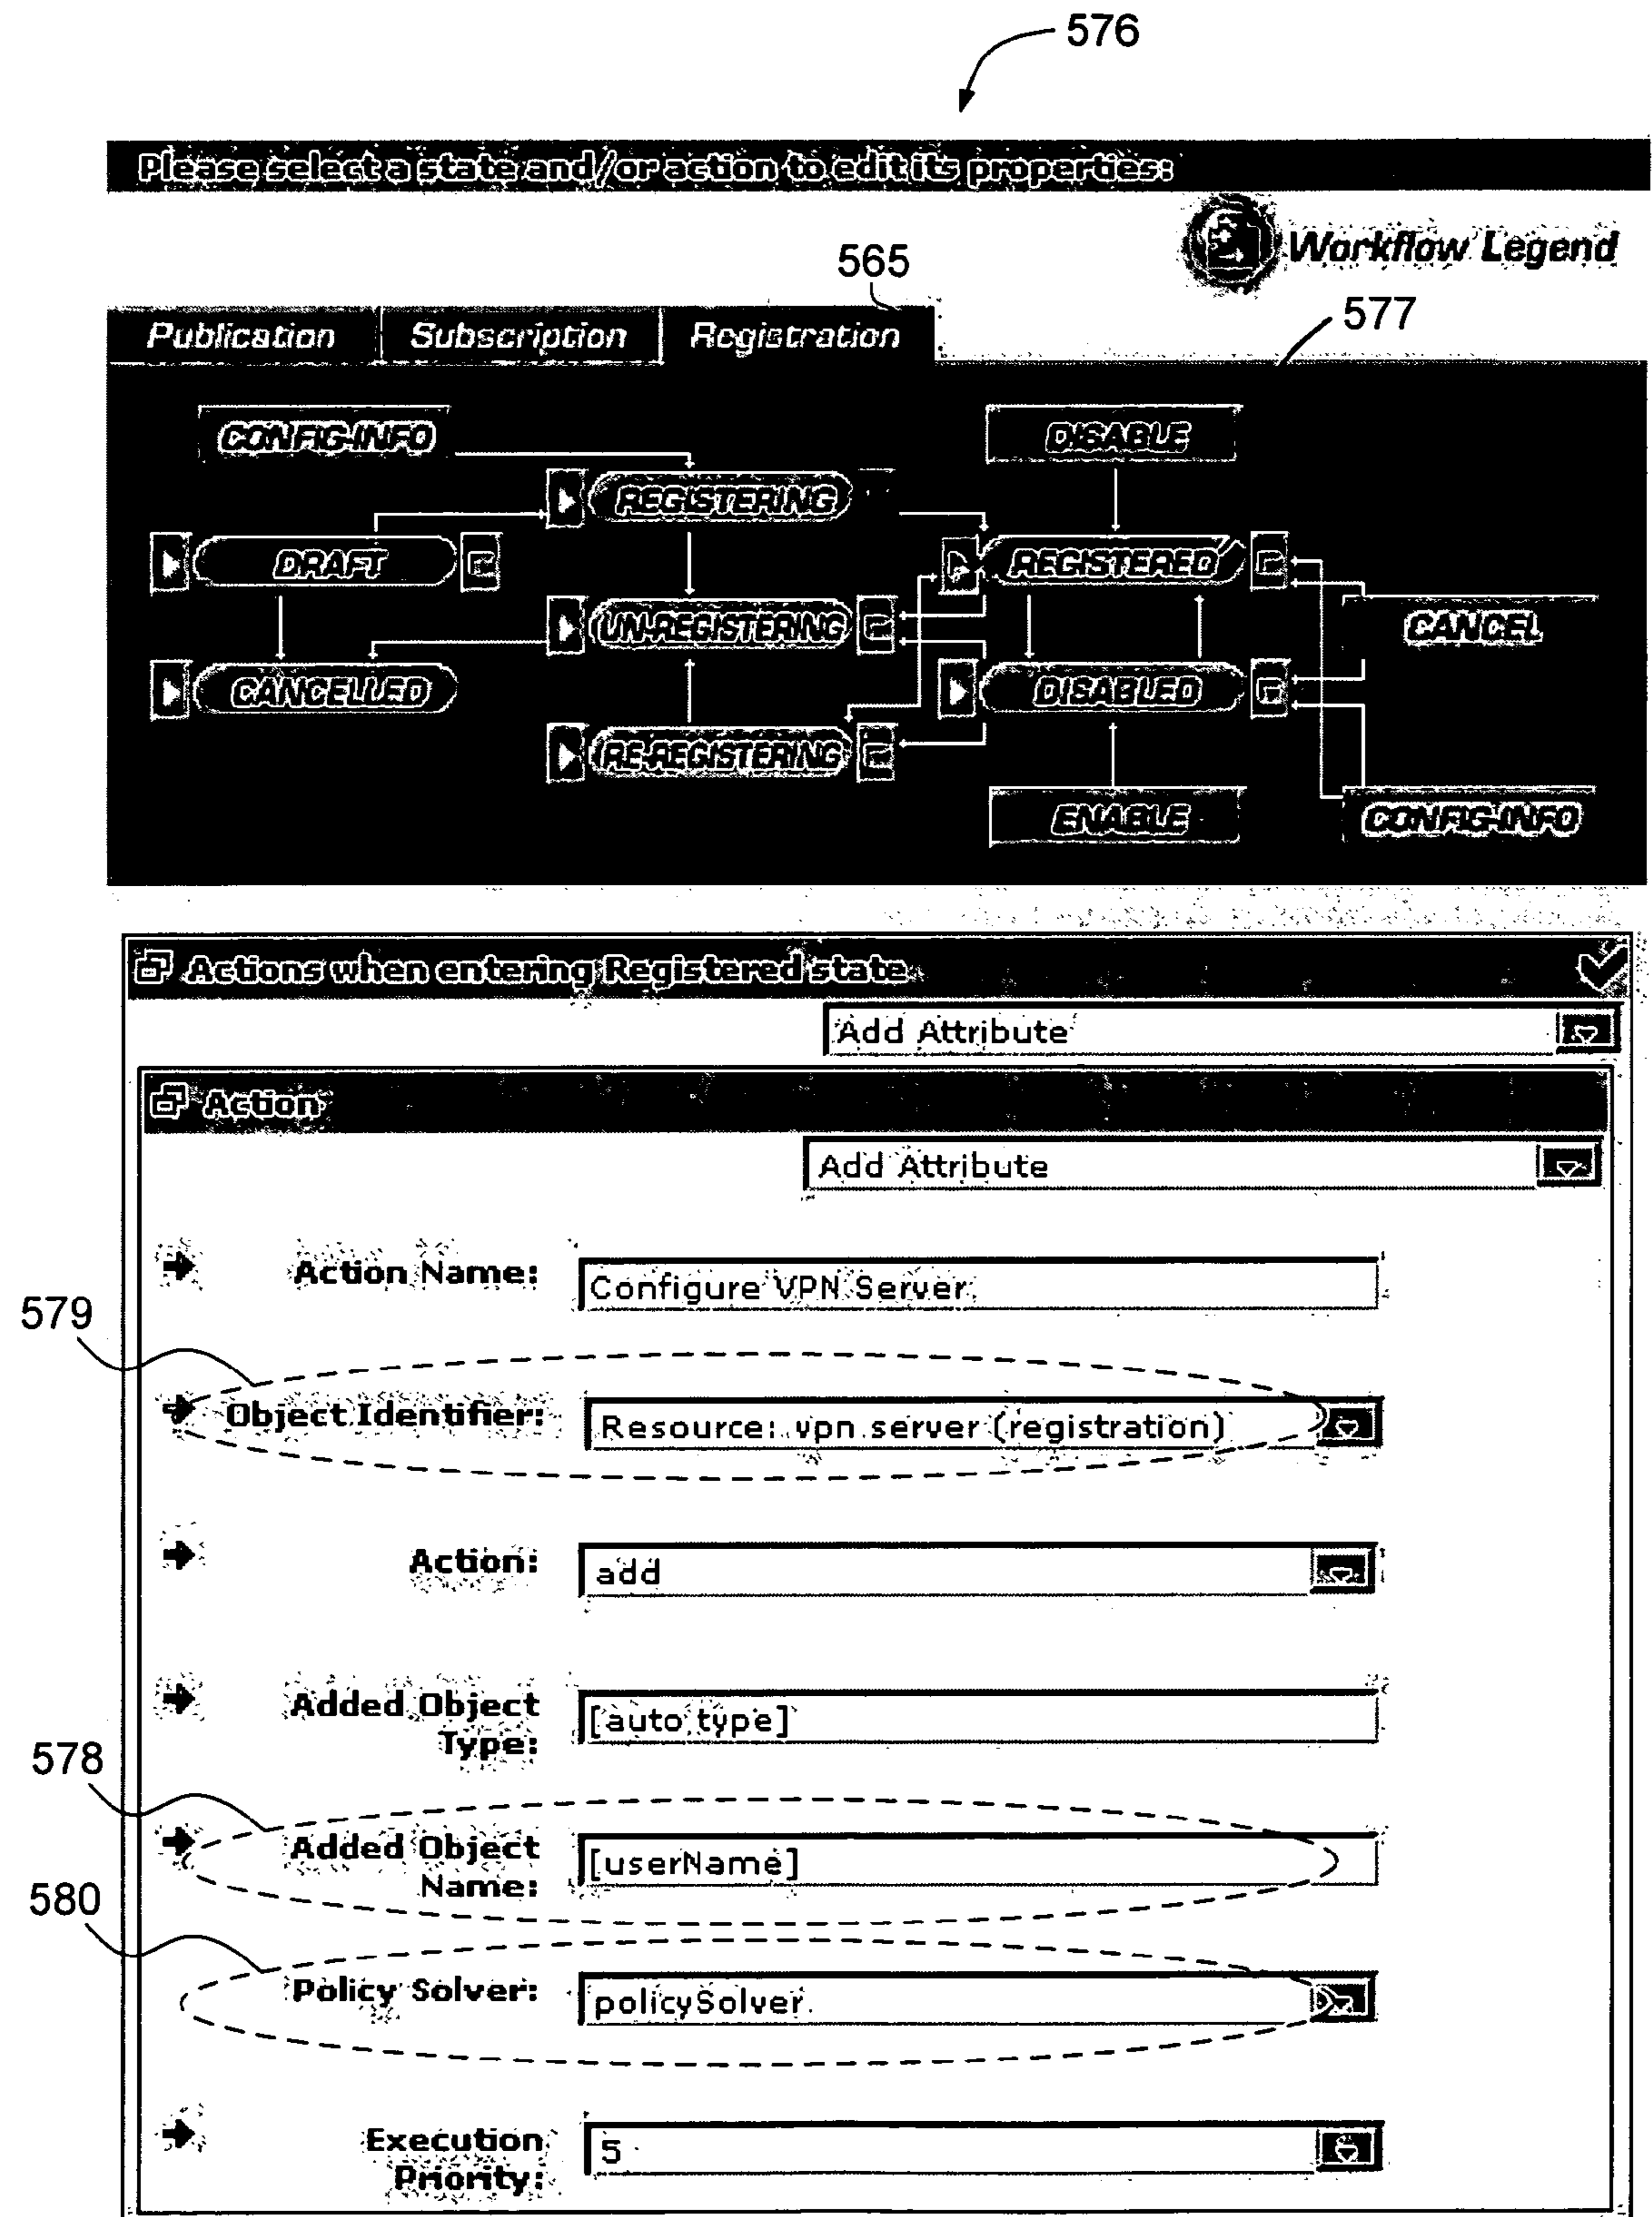 576
Please select a state and/or action to edit its properties:
Workflow Legend
565
577
Publication Subscription Registration
CONFIG-INFO DISABLE
REGISTERING
DRAFT REGISTERED
UN-REGISTERING CANCEL
CANCELLED DISABLED
RE-REGISTERING
ENABLE CONFIG-INFO
Actions when entering Registered state
Add Attribute
Action
Add Attribute
Action Name: Configure VPN Server
579
Object Identifier: Resource: vpn server (registration)
Action: add
Added Object Type: [auto type]
578
Added Object Name: [userName]
580
Policy Solver: policySolver
Execution Priority: 5